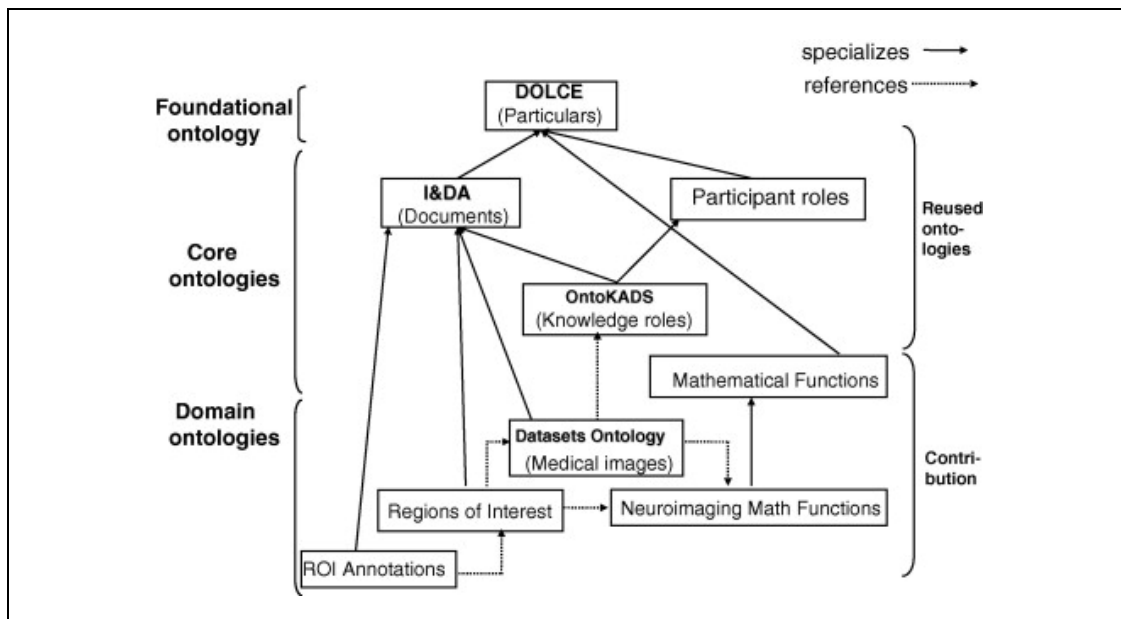 specializes
references
Foundational
ontology
DOLCE
(Particulars)
I&DA
(Documents)
Participant roles
Reused
onto-
logies
Core
ontologies
OntoKADS
(Knowledge roles)
Mathematical Functions
Domain
ontologies
Datasets Ontology
(Medical images)
Contri-
bution
Regions of Interest
Neuroimaging Math Functions
ROI Annotations